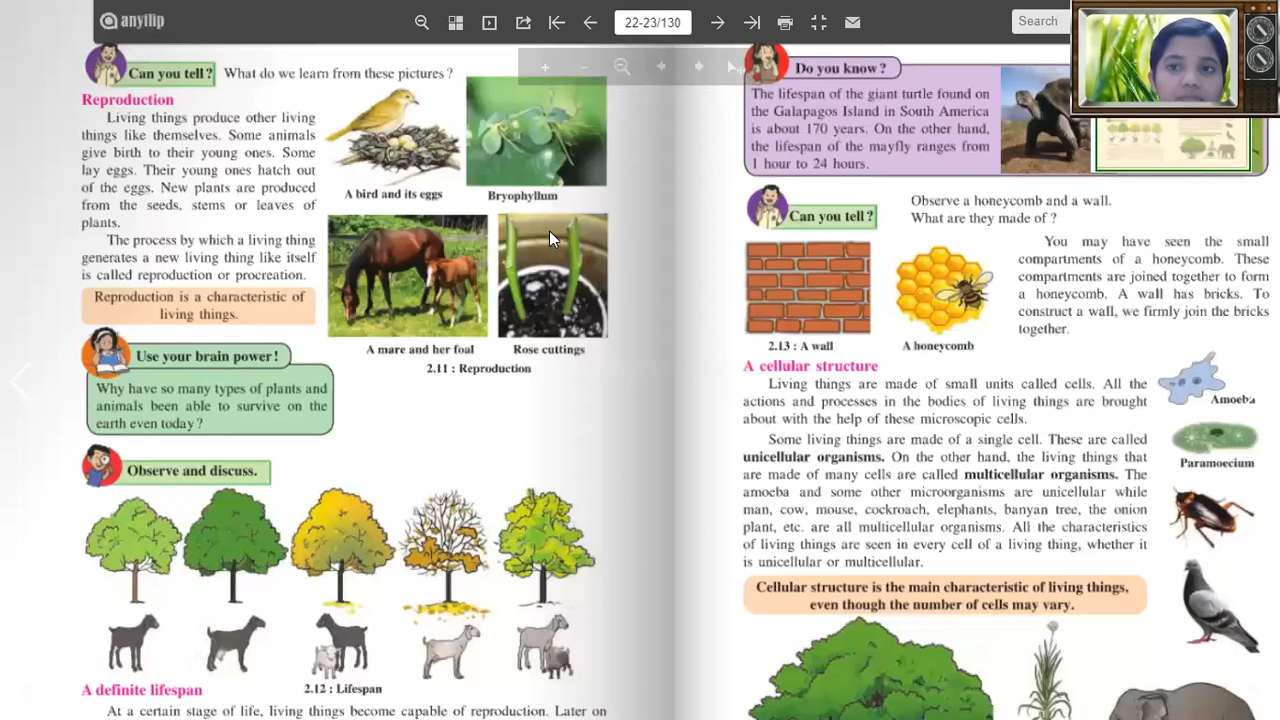 anyflip
22-23/130
Search
Can you tell?
What do we learn from these pictures ?
Reproduction
Living things produce other living
things like themselves. Some animals
give birth to their young ones. Some
lay eggs. Their young ones hatch out
of the eggs. New plants are produced
from the seeds, stems or leaves of
plants.
The process by which a living thing
generates a new living thing like itself
is called reproduction or procreation.
Reproduction is a characteristic of
living things.
A bird and its eggs
Bryophyllum
A mare and her foal
Rose cuttings
2.11 : Reproduction
Use your brain power!
Why have so many types of plants and
animals been able to survive on the
earth even today ?
Observe and discuss.
2.12 : Lifespan
A definite lifespan
At a certain stage of life, living things become capable of reproduction. Later on
Do you know ?
The lifespan of the giant turtle found on
the Galapagos Island in South America
is about 170 years. On the other hand,
the lifespan of the mayfly ranges from
1 hour to 24 hours.
Can you tell ?
Observe a honeycomb and a wall.
What are they made of ?
You may have seen the small
compartments of a honeycomb. These
compartments are joined together to form
a honeycomb. A wall has bricks. To
construct a wall, we firmly join the bricks
together.
2.13 : A wall
A honeycomb
A cellular structure
Living things are made of small units called cells. All the
actions and processes in the bodies of living things are brought
about with the help of these microscopic cells.
Some living things are made of a single cell. These are called
unicellular organisms. On the other hand, the living things that
are made of many cells are called multicellular organisms. The
amoeba and some other microorganisms are unicellular while
man, cow, mouse, cockroach, elephants, banyan tree, the onion
plant, etc. are all multicellular organisms. All the characteristics
of living things are seen in every cell of a living thing, whether it
is unicellular or multicellular.
Cellular structure is the main characteristic of living things,
even though the number of cells may vary.
Amoeba
Paramoecium